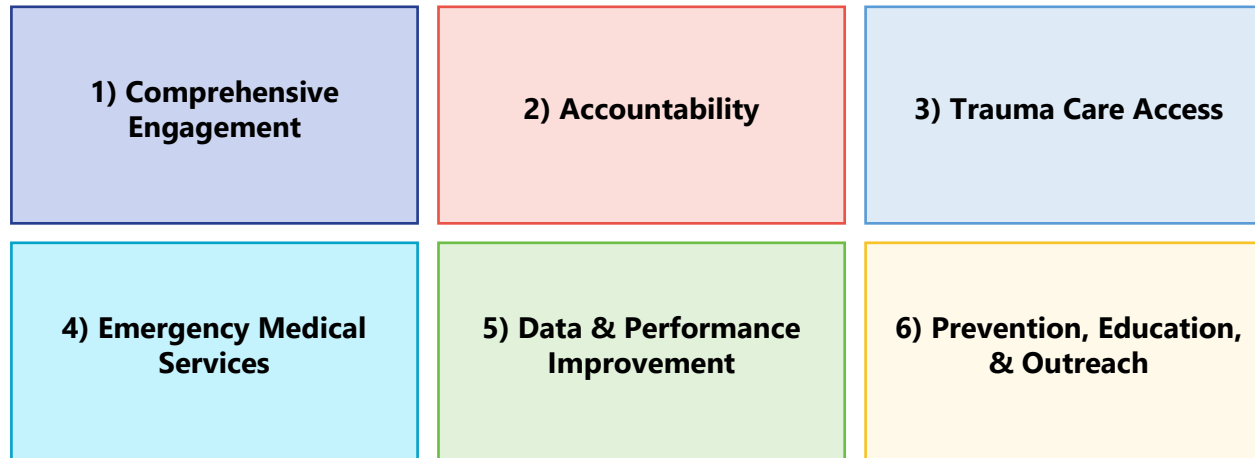 1) Comprehensive
Engagement
2) Accountability
3) Trauma Care Access
4) Emergency Medical
Services
5) Data & Performance
Improvement
6) Prevention, Education,
& Outreach